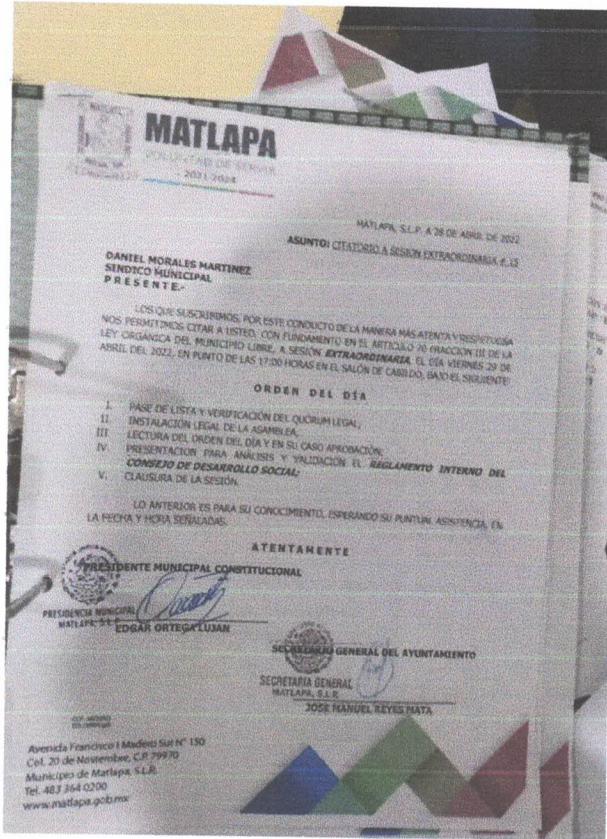 MATLAPA
VOLUNTAD DE SERVIR
2021-2024
MATLAPA, S.L.P. A 28 DE ABRIL DE 2022
ASUNTO: CITATORIO A SESION EXTRAORDINARIA # 15
DANIEL MORALES MARTINEZ
SINDICO MUNICIPAL
P R E S E N T E.-
LOS QUE SUSCRIBIMOS, POR ESTE CONDUCTO DE LA MANERA MÁS ATENTA Y RESPETUOSA
NOS PERMITIMOS CITAR A USTED, CON FUNDAMENTO EN EL ARTICULO 70 FRACCION III DE LA
LEY ORGÁNICA DEL MUNICIPIO LIBRE, A SESIÓN EXTRAORDINARIA, EL DÍA VIERNES 29 DE
ABRIL DEL 2022, EN PUNTO DE LAS 17:00 HORAS EN EL SALÓN DE CABILDO, BAJO EL SIGUIENTE
ORDEN DEL DÍA
I. PASE DE LISTA Y VERIFICACIÓN DEL QUÓRUM LEGAL,
II. INSTALACIÓN LEGAL DE LA ASAMBLEA,
III. LECTURA DEL ORDEN DEL DÍA Y EN SU CASO APROBACIÓN;
IV. PRESENTACION PARA ANÁLISIS Y VALIDACIÓN EL REGLAMENTO INTERNO DEL
CONSEJO DE DESARROLLO SOCIAL;
V. CLAUSURA DE LA SESIÓN.
LO ANTERIOR ES PARA SU CONOCIMIENTO, ESPERANDO SU PUNTUAL ASISTENCIA, EN
LA FECHA Y HORA SEÑALADAS.
ATENTAMENTE
PRESIDENTE MUNICIPAL CONSTITUCIONAL
PRESIDENCIA MUNICIPAL
MATLAPA, S.L.P.
EDGAR ORTEGA LUJAN
SECRETARIO GENERAL DEL AYUNTAMIENTO
SECRETARIA GENERAL
MATLAPA, S.L.P.
JOSE MANUEL REYES MATA
Avenida Francisco I Madero Sur N° 150
Col. 20 de Noviembre, C.P. 79970
Municipio de Matlapa, S.L.P.
Tel. 483 364 0200
www.matlapa.gob.mx